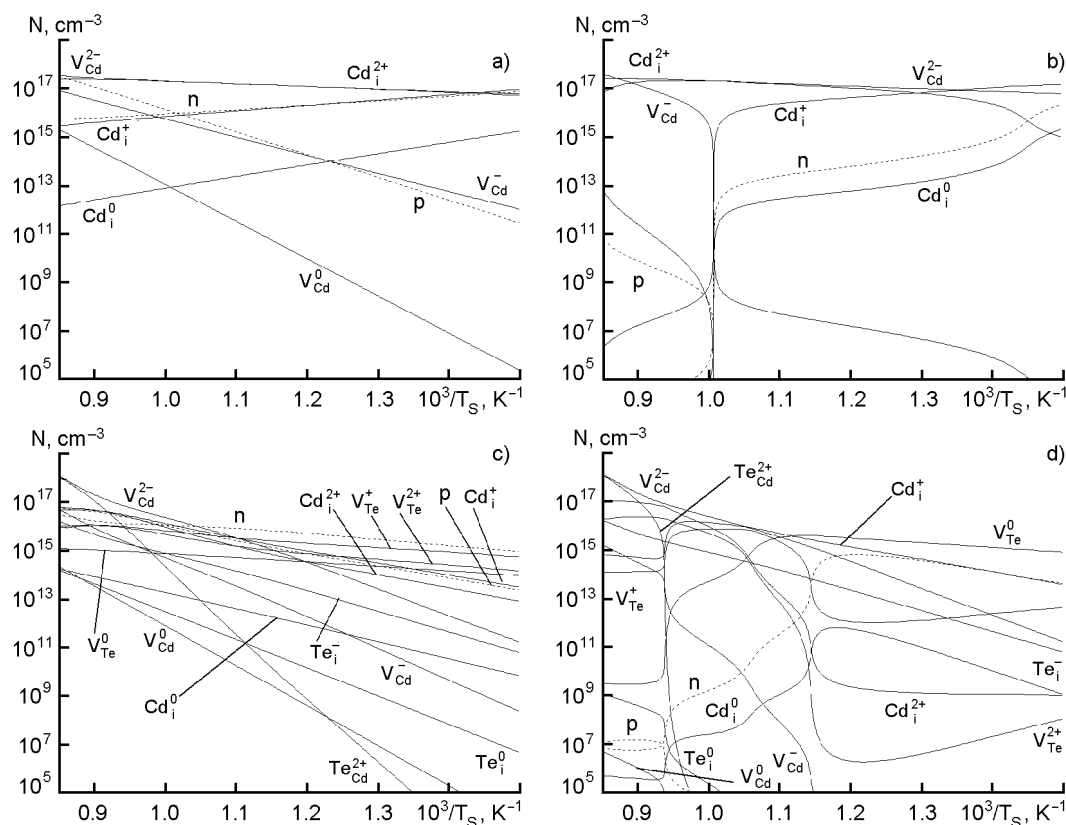 N, cm⁻³
a)
V_Cd^2−
Cd_i^2+
n
Cd_i^+
V_Cd^−
Cd_i^0
p
V_Cd^0
10^17
10^15
10^13
10^11
10^9
10^7
10^5
0.9 1.0 1.1 1.2 1.3 10³/T_S, K⁻¹
N, cm⁻³
b)
Cd_i^2+
V_Cd^2−
V_Cd^−
Cd_i^+
n
Cd_i^0
p
10^17
10^15
10^13
10^11
10^9
10^7
10^5
0.9 1.0 1.1 1.2 1.3 10³/T_S, K⁻¹
N, cm⁻³
c)
V_Cd^2−
n
Cd_i^2+ V_Te^+ V_Te^2+ p Cd_i^+
V_Te^0
V_Cd^0
Te_i^−
V_Cd^−
Cd_i^0
Te_Cd^2+
Te_i^0
10^17
10^15
10^13
10^11
10^9
10^7
10^5
0.9 1.0 1.1 1.2 1.3 10³/T_S, K⁻¹
N, cm⁻³
d)
V_Cd^2−
Te_Cd^2+
Cd_i^+
V_Te^0
V_Te^+
Te_i^−
n
Cd_i^0
Cd_i^2+
p
V_Te^2+
Te_i^0
V_Cd^−
V_Cd^0
10^17
10^15
10^13
10^11
10^9
10^7
10^5
0.9 1.0 1.1 1.2 1.3 10³/T_S, K⁻¹